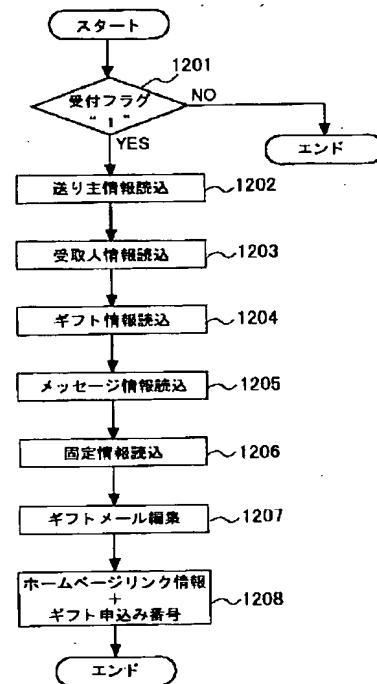 スタート
1201
受付フラグ
"1"
NO
YES
エンド
送り主情報読込
1202
受取人情報読込
1203
ギフト情報読込
1204
メッセージ情報読込
1205
固定情報読込
1206
ギフトメール編集
1207
ホームページリンク情報
+
ギフト申込み番号
1208
エンド